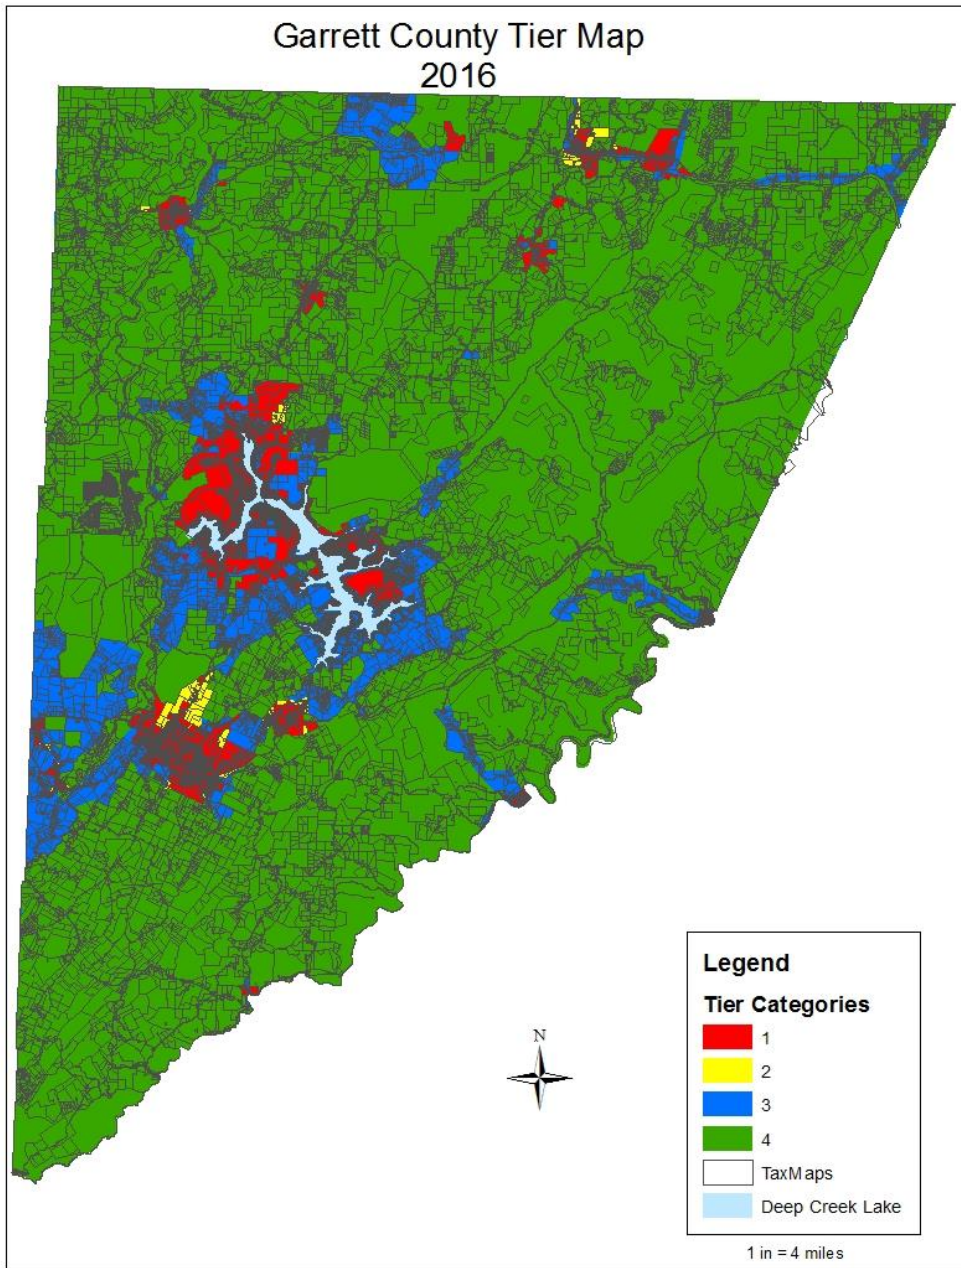 Garrett County Tier Map
2016
N
Legend
Tier Categories
1
2
3
4
TaxMaps
Deep Creek Lake
1 in = 4 miles